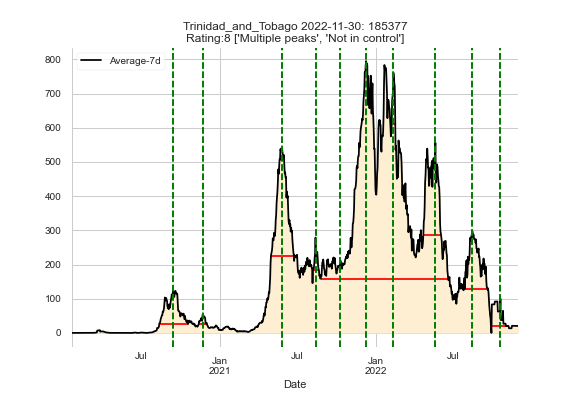 Trinidad_and_Tobago 2022-11-30: 185377
Rating:8 ['Multiple peaks', 'Not in control']
Average-7d
800
700
600
500
400
300
200
100
0
Jul
Jan
2021
Jul
Jan
2022
Jul
Date